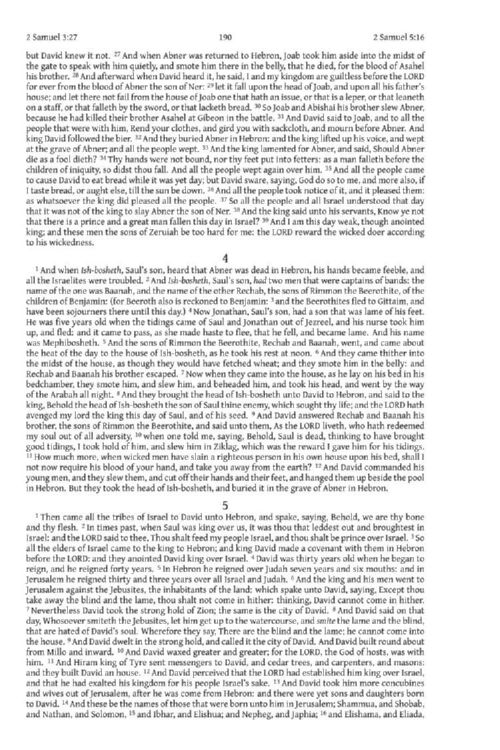 2 Samuel 3:27 190 2 Samuel 5:16
but David knew it not. 27 And when Abner was returned to Hebron, Joab took him aside into the midst of
the gate to speak with him quietly, and smote him there in the belly, that he died, for the blood of Asahel
his brother. 28 And afterward when David heard it, he said, I and my kingdom are guiltless before the LORD
for ever from the blood of Abner the son of Ner: 29 let it fall upon the head of Joab, and upon all his father's
house; and let there not fail from the house of Joab one that hath an issue, or that is a leper, or that leaneth
on a staff, or that falleth by the sword, or that lacketh bread. 30 So Joab and Abishai his brother slew Abner,
because he had killed their brother Asahel at Gibeon in the battle. 31 And David said to Joab, and to all the
people that were with him, Rend your clothes, and gird you with sackcloth, and mourn before Abner. And
king David followed the bier. 32 And they buried Abner in Hebron: and the king lifted up his voice, and wept
at the grave of Abner; and all the people wept. 33 And the king lamented for Abner, and said, Should Abner
die as a fool dieth? 34 Thy hands were not bound, nor thy feet put into fetters: as a man falleth before the
children of iniquity, so didst thou fall. And all the people wept again over him. 35 And all the people came
to cause David to eat bread while it was yet day; but David sware, saying, God do so to me, and more also, if
I taste bread, or aught else, till the sun be down. 36 And all the people took notice of it, and it pleased them:
as whatsoever the king did pleased all the people. 37 So all the people and all Israel understood that day
that it was not of the king to slay Abner the son of Ner. 38 And the king said unto his servants, Know ye not
that there is a prince and a great man fallen this day in Israel? 39 And I am this day weak, though anointed
king; and these men the sons of Zeruiah be too hard for me: the LORD reward the wicked doer according
to his wickedness.
4
1 And when Ish-bosheth, Saul's son, heard that Abner was dead in Hebron, his hands became feeble, and
all the Israelites were troubled. 2 And Ish-bosheth, Saul's son, had two men that were captains of bands: the
name of the one was Baanah, and the name of the other Rechab, the sons of Rimmon the Beerothite, of the
children of Benjamin: (for Beeroth also is reckoned to Benjamin: 3 and the Beerothites fled to Gittaim, and
have been sojourners there until this day.) 4 Now Jonathan, Saul's son, had a son that was lame of his feet.
He was five years old when the tidings came of Saul and Jonathan out of Jezreel, and his nurse took him
up, and fled: and it came to pass, as she made haste to flee, that he fell, and became lame. And his name
was Mephibosheth. 5 And the sons of Rimmon the Beerothite, Rechab and Baanah, went, and came about
the heat of the day to the house of Ish-bosheth, as he took his rest at noon. 6 And they came thither into
the midst of the house, as though they would have fetched wheat; and they smote him in the belly: and
Rechab and Baanah his brother escaped. 7 Now when they came into the house, as he lay on his bed in his
bedchamber, they smote him, and slew him, and beheaded him, and took his head, and went by the way
of the Arabah all night. 8 And they brought the head of Ish-bosheth unto David to Hebron, and said to the
king, Behold the head of Ish-bosheth the son of Saul thine enemy, which sought thy life; and the LORD hath
avenged my lord the king this day of Saul, and of his seed. 9 And David answered Rechab and Baanah his
brother, the sons of Rimmon the Beerothite, and said unto them, As the LORD liveth, who hath redeemed
my soul out of all adversity, 10 when one told me, saying, Behold, Saul is dead, thinking to have brought
good tidings, I took hold of him, and slew him in Ziklag, which was the reward I gave him for his tidings.
11 How much more, when wicked men have slain a righteous person in his own house upon his bed, shall I
not now require his blood of your hand, and take you away from the earth? 12 And David commanded his
young men, and they slew them, and cut off their hands and their feet, and hanged them up beside the pool
in Hebron. But they took the head of Ish-bosheth, and buried it in the grave of Abner in Hebron.
5
1 Then came all the tribes of Israel to David unto Hebron, and spake, saying, Behold, we are thy bone
and thy flesh. 2 In times past, when Saul was king over us, it was thou that leddest out and broughtest in
Israel: and the LORD said to thee, Thou shalt feed my people Israel, and thou shalt be prince over Israel. 3 So
all the elders of Israel came to the king to Hebron; and king David made a covenant with them in Hebron
before the LORD: and they anointed David king over Israel. 4 David was thirty years old when he began to
reign, and he reigned forty years. 5 In Hebron he reigned over Judah seven years and six months: and in
Jerusalem he reigned thirty and three years over all Israel and Judah. 6 And the king and his men went to
Jerusalem against the Jebusites, the inhabitants of the land: which spake unto David, saying, Except thou
take away the blind and the lame, thou shalt not come in hither: thinking, David cannot come in hither.
7 Nevertheless David took the strong hold of Zion; the same is the city of David. 8 And David said on that
day, Whosoever smiteth the Jebusites, let him get up to the watercourse, and smite the lame and the blind,
that are hated of David's soul. Wherefore they say, There are the blind and the lame; he cannot come into
the house. 9 And David dwelt in the strong hold, and called it the city of David. And David built round about
from Millo and inward. 10 And David waxed greater and greater; for the LORD, the God of hosts, was with
him. 11 And Hiram king of Tyre sent messengers to David, and cedar trees, and carpenters, and masons:
and they built David an house. 12 And David perceived that the LORD had established him king over Israel,
and that he had exalted his kingdom for his people Israel's sake. 13 And David took him more concubines
and wives out of Jerusalem, after he was come from Hebron: and there were yet sons and daughters born
to David. 14 And these be the names of those that were born unto him in Jerusalem; Shammua, and Shobab,
and Nathan, and Solomon, 15 and Ibhar, and Elishua; and Nepheg, and Japhia; 16 and Elishama, and Eliada,